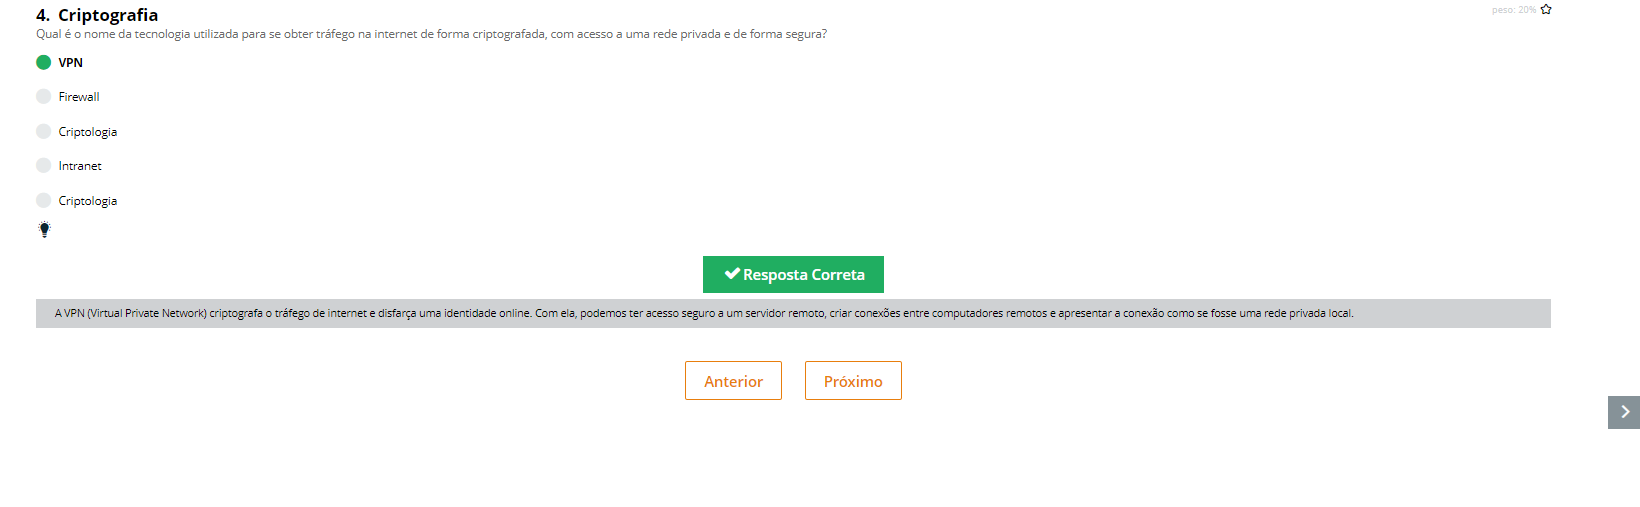 4. Criptografia
peso: 20%
Qual é o nome da tecnologia utilizada para se obter tráfego na internet de forma criptografada, com acesso a uma rede privada e de forma segura?
VPN
Firewall
Criptologia
Intranet
Criptologia
Resposta Correta
A VPN (Virtual Private Network) criptografa o tráfego de internet e disfarça uma identidade online. Com ela, podemos ter acesso seguro a um servidor remoto, criar conexões entre computadores remotos e apresentar a conexão como se fosse uma rede privada local.
Anterior
Próximo